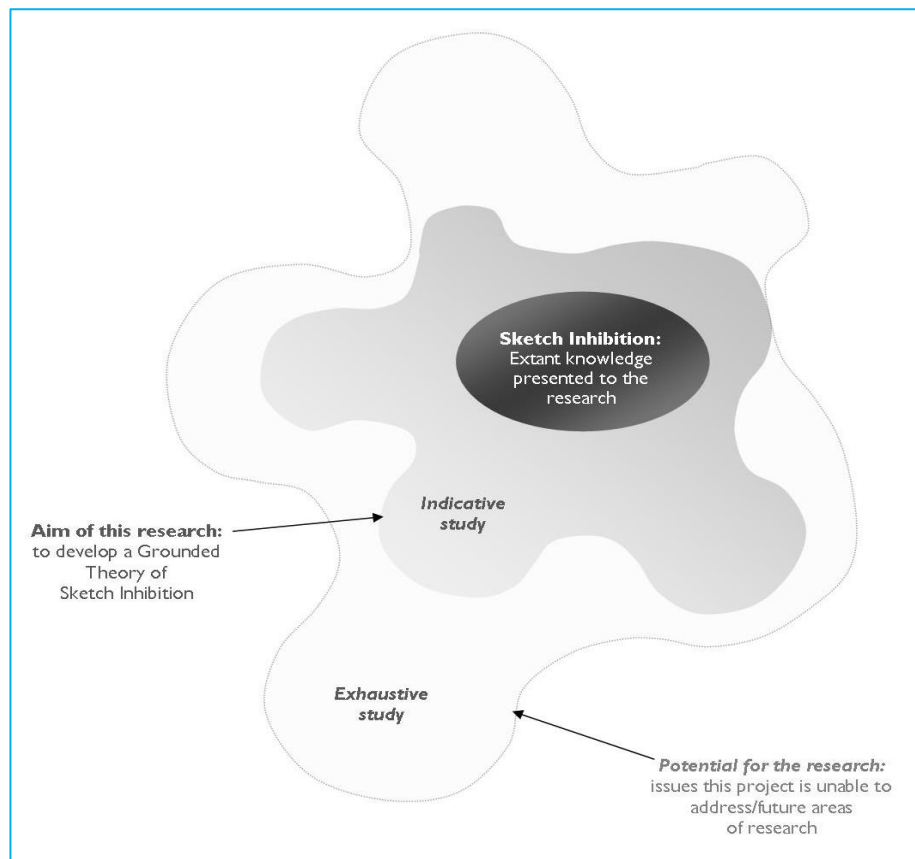 Sketch Inhibition:
Extant knowledge
presented to the
research
Indicative
study
Aim of this research:
to develop a Grounded
Theory of
Sketch Inhibition
Exhaustive
study
Potential for the research:
issues this project is unable to
address/future areas
of research